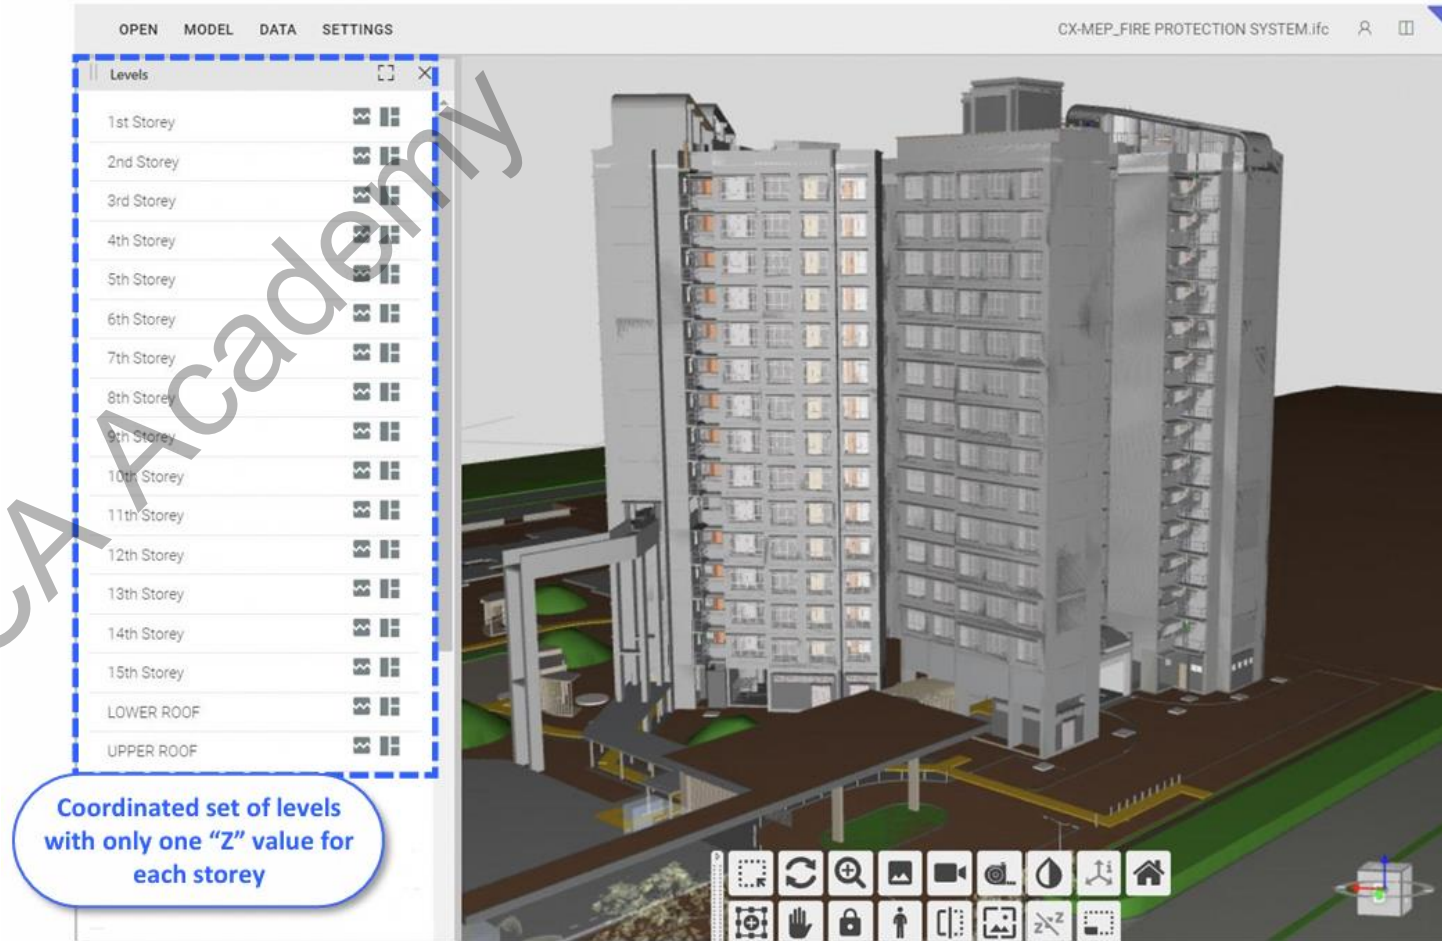 OPEN MODEL DATA SETTINGS CX-MEP_FIRE PROTECTION SYSTEM.ifc
Levels
1st Storey
2nd Storey
3rd Storey
4th Storey
5th Storey
6th Storey
7th Storey
8th Storey
9th Storey
10th Storey
11th Storey
12th Storey
13th Storey
14th Storey
15th Storey
LOWER ROOF
UPPER ROOF
Coordinated set of levels
with only one “Z” value for
each storey
CA Academy